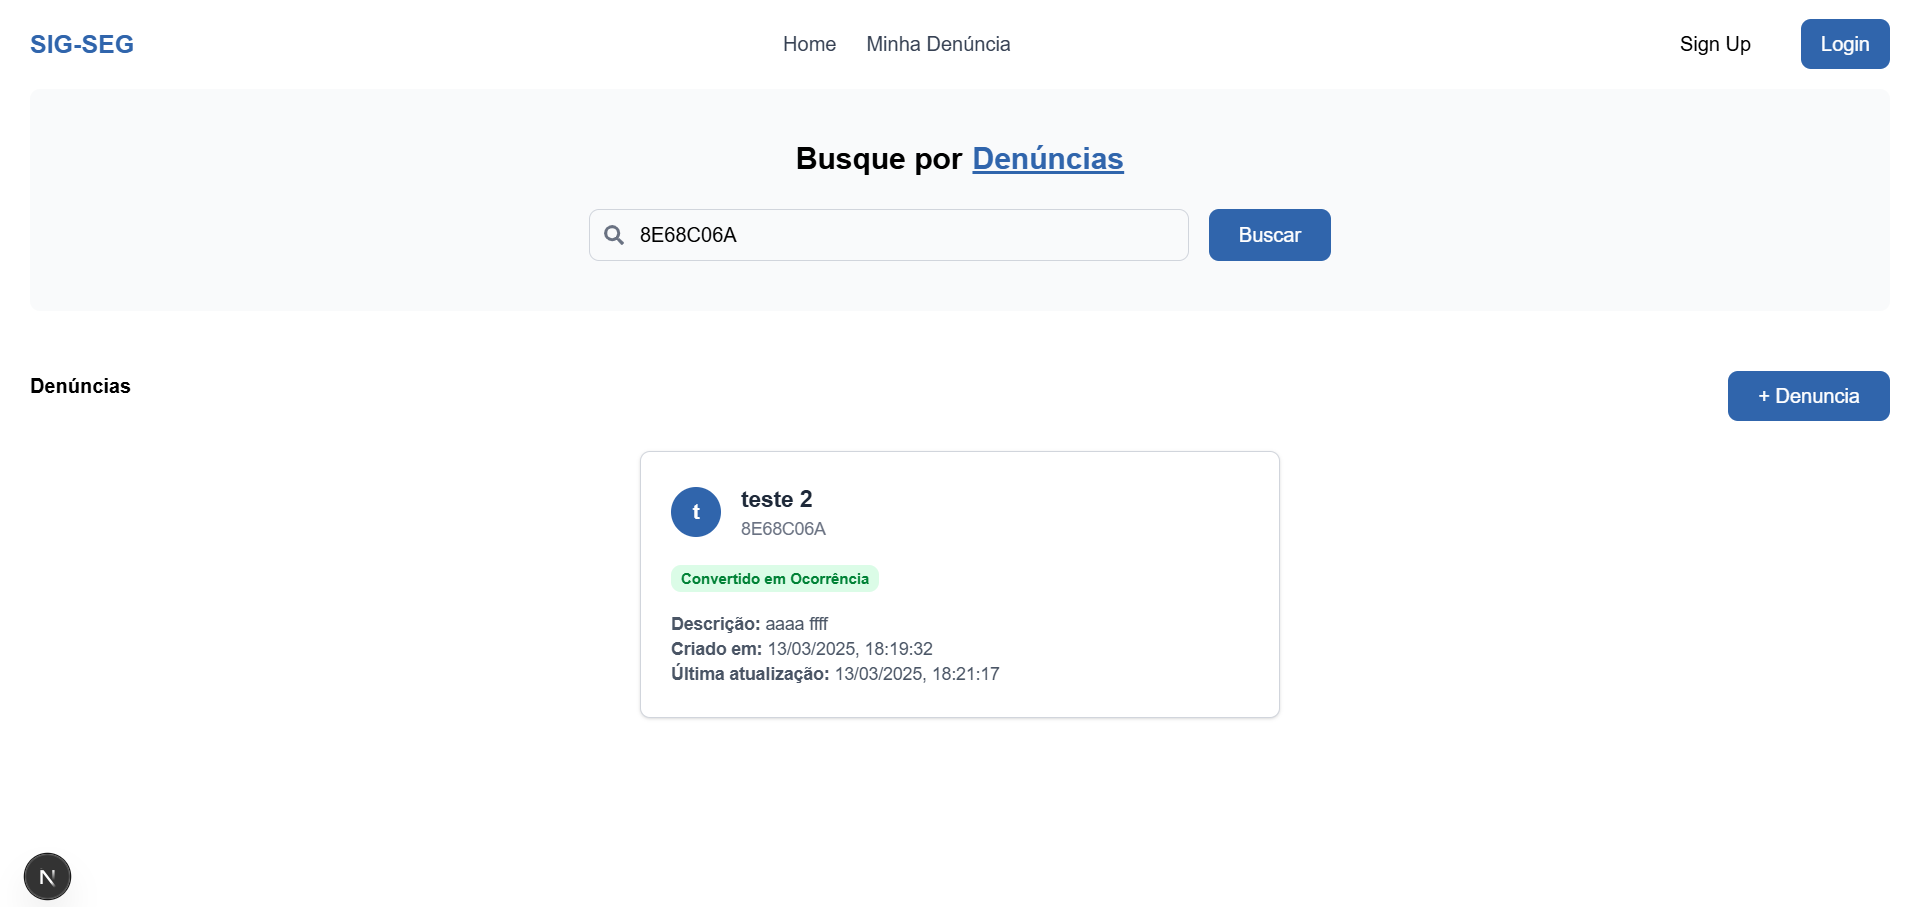 SIG-SEG
Home
Minha Denúncia
Sign Up
Login
Busque por Denúncias
8E68C06A
Buscar
Denúncias
+ Denuncia
t
teste 2
8E68C06A
Convertido em Ocorrência
Descrição: aaaa ffff
Criado em: 13/03/2025, 18:19:32
Última atualização: 13/03/2025, 18:21:17
N